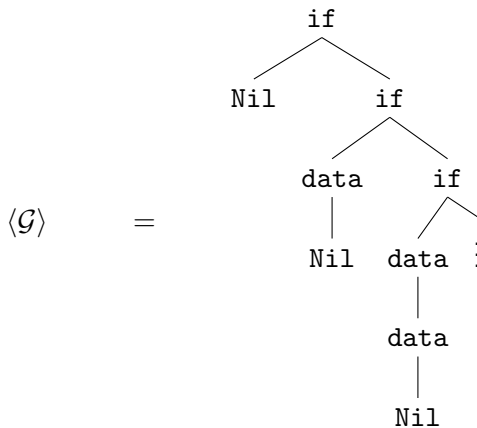 if
Nil if
data if
⟨𝒢⟩ =
Nil data
data
Nil